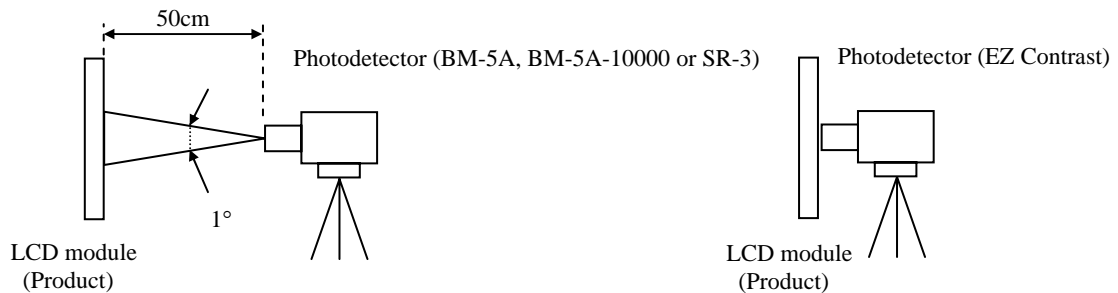 50cm
Photodetector (BM-5A, BM-5A-10000 or SR-3)
1°
LCD module
(Product)
Photodetector (EZ Contrast)
LCD module
(Product)